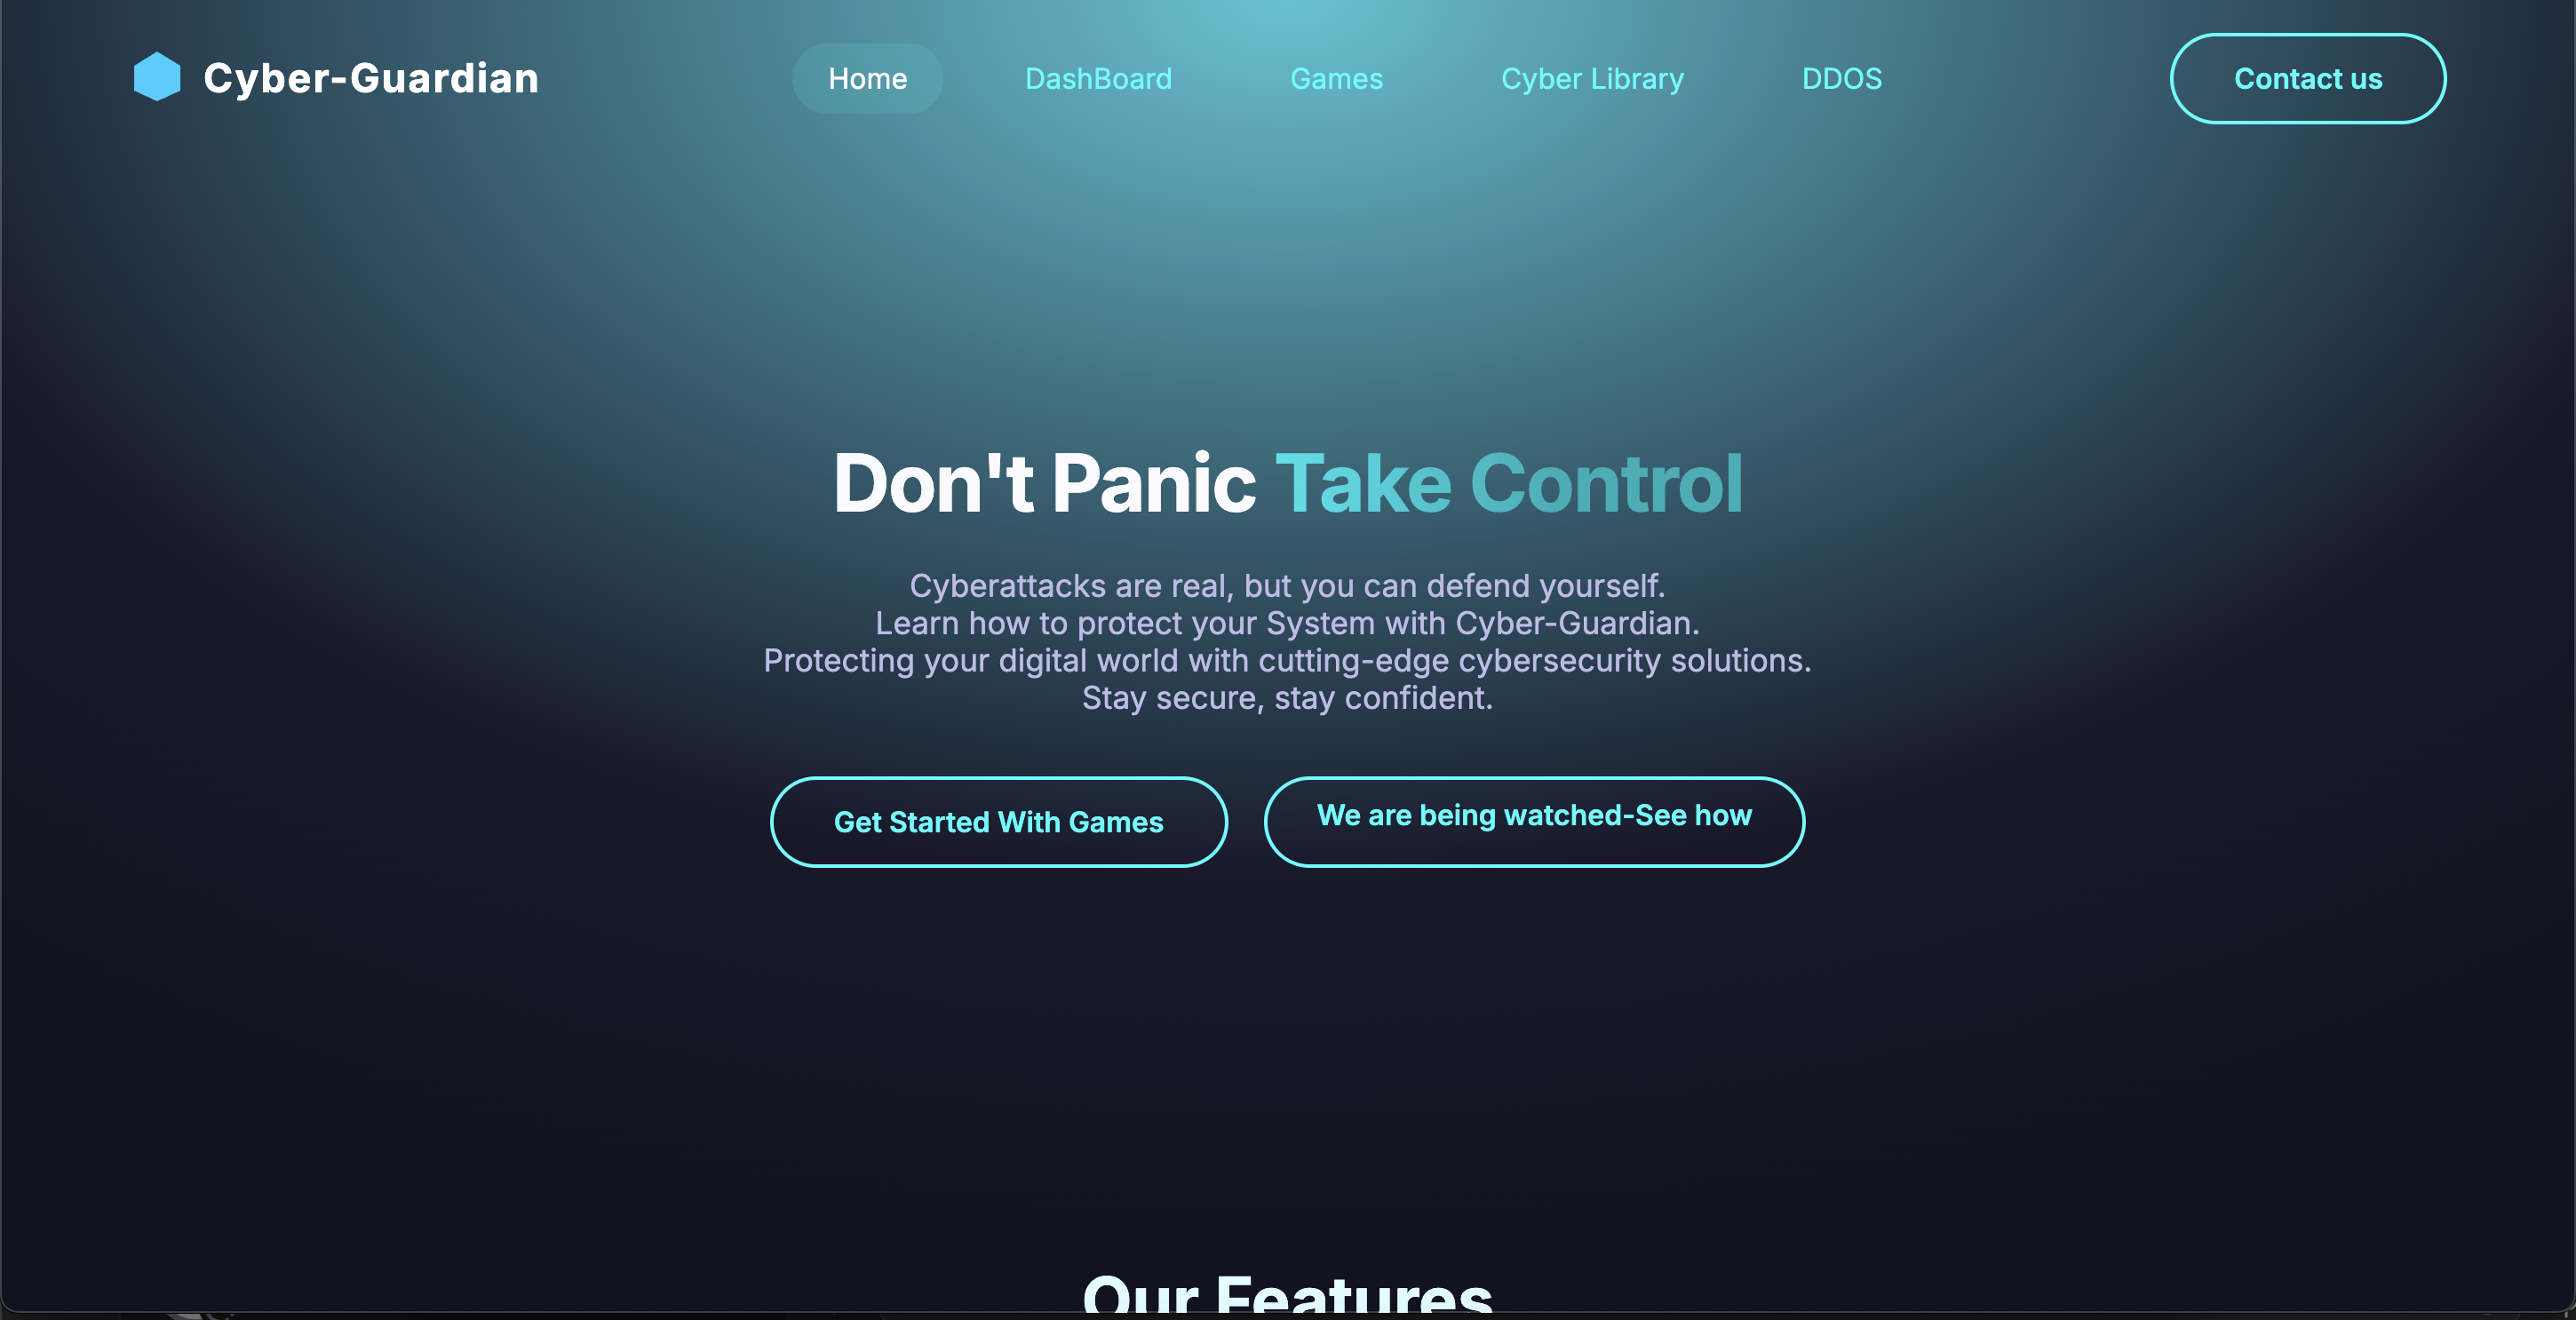 Cyber-Guardian
Home
DashBoard
Games
Cyber Library
DDOS
Contact us
Don't Panic Take Control
Cyberattacks are real, but you can defend yourself.
Learn how to protect your System with Cyber-Guardian.
Protecting your digital world with cutting-edge cybersecurity solutions.
Stay secure, stay confident.
Get Started With Games
We are being watched-See how
Our Features